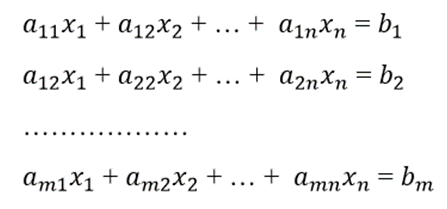 a₁₁x₁ + a₁₂x₂ + ... + a₁ₙxₙ = b₁
a₁₂x₁ + a₂₂x₂ + ... + a₂ₙxₙ = b₂
..................
aₘ₁x₁ + aₘ₂x₂ + ... + aₘₙxₙ = bₘ